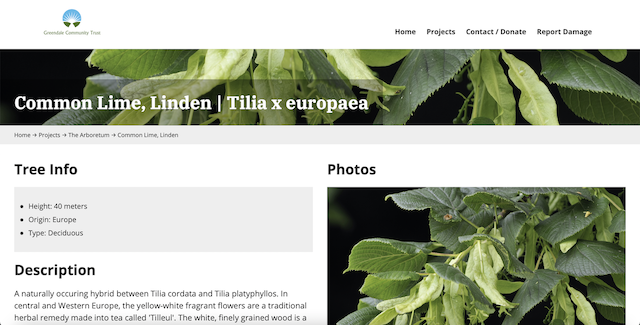 Greendale Community Trust
Home Projects Contact / Donate Report Damage
Common Lime, Linden | Tilia x europaea
Home → Projects → The Arboretum → Common Lime, Linden
Tree Info
Height: 40 meters
Origin: Europe
Type: Deciduous
Description
A naturally occuring hybrid between Tilia cordata and Tilia platyphyllos. In
central and Western Europe, the yellow-white fragrant flowers are a traditional
herbal remedy made into tea called 'Tilleul'. The white, finely grained wood is a
Photos